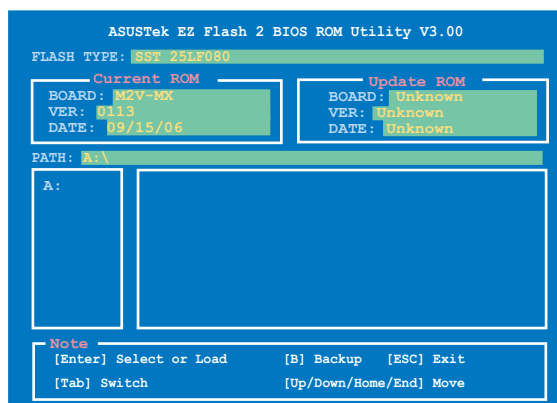 ASUSTek EZ Flash 2 BIOS ROM Utility V3.00
FLASH TYPE: SST 25LF080
Current ROM
BOARD: M2V-MX
VER: 0113
DATE: 09/15/06
Update ROM
BOARD: Unknown
VER: Unknown
DATE: Unknown
PATH: A:\
A:
Note
[Enter] Select or Load [B] Backup [ESC] Exit
[Tab] Switch [Up/Down/Home/End] Move